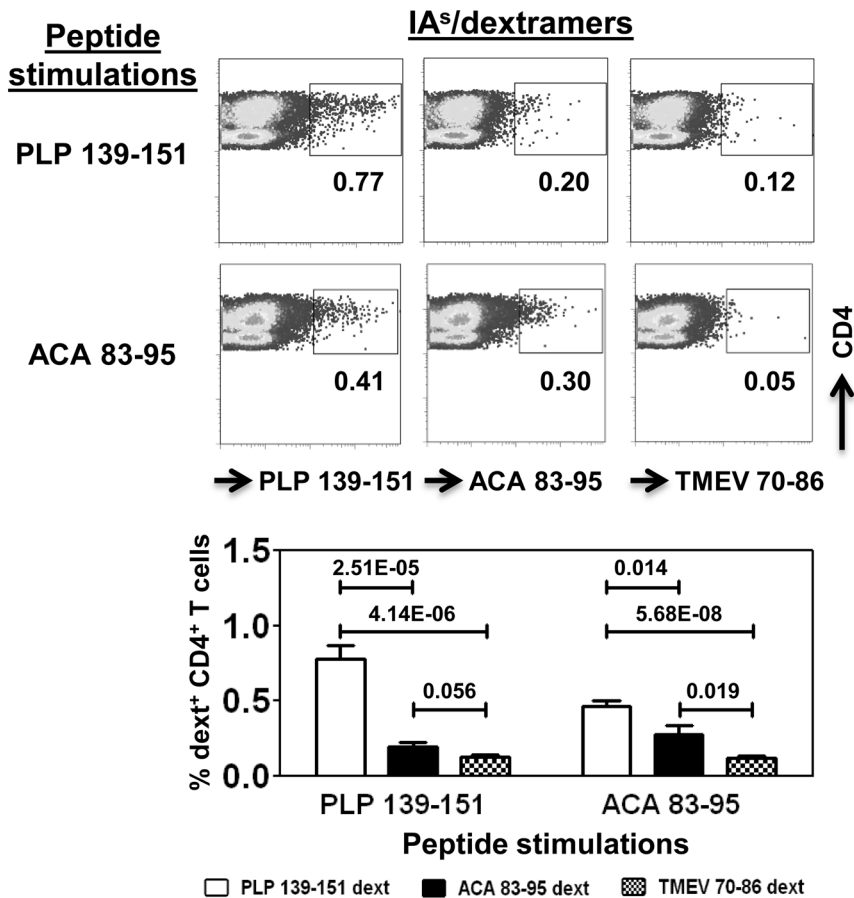 Peptide stimulations
IAˢ/dextramers
PLP 139-151
0.77
0.20
0.12
ACA 83-95
0.41
0.30
0.05
CD4
PLP 139-151
ACA 83-95
TMEV 70-86
% dext⁺ CD4⁺ T cells
1.5
1.0
0.5
0.0
2.51E-05
4.14E-06
0.056
0.014
5.68E-08
0.019
PLP 139-151
ACA 83-95
Peptide stimulations
PLP 139-151 dext
ACA 83-95 dext
TMEV 70-86 dext